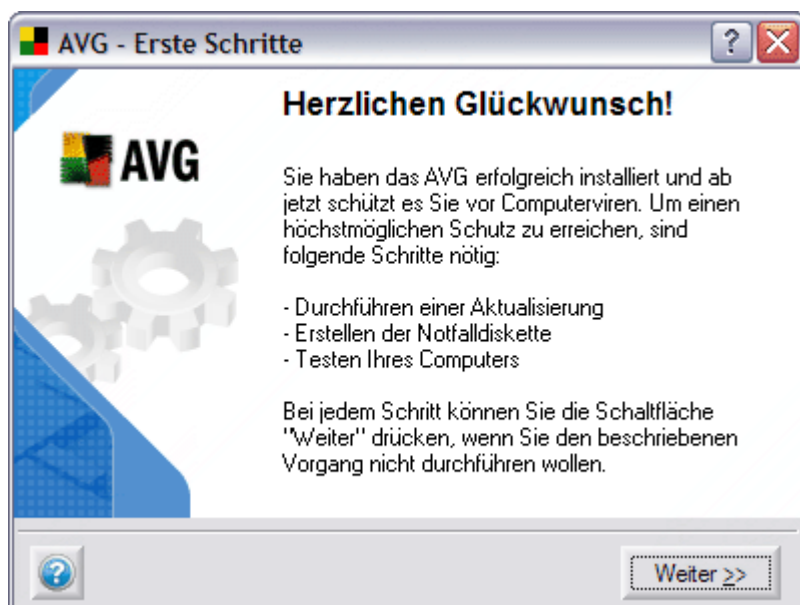 AVG - Erste Schritte
?
AVG
Herzlichen Glückwunsch!
Sie haben das AVG erfolgreich installiert und ab
jetzt schützt es Sie vor Computerviren. Um einen
höchstmöglichen Schutz zu erreichen, sind
folgende Schritte nötig:
- Durchführen einer Aktualisierung
- Erstellen der Notfalldiskette
- Testen Ihres Computers
Bei jedem Schritt können Sie die Schaltfläche
"Weiter" drücken, wenn Sie den beschriebenen
Vorgang nicht durchführen wollen.
?
Weiter >>